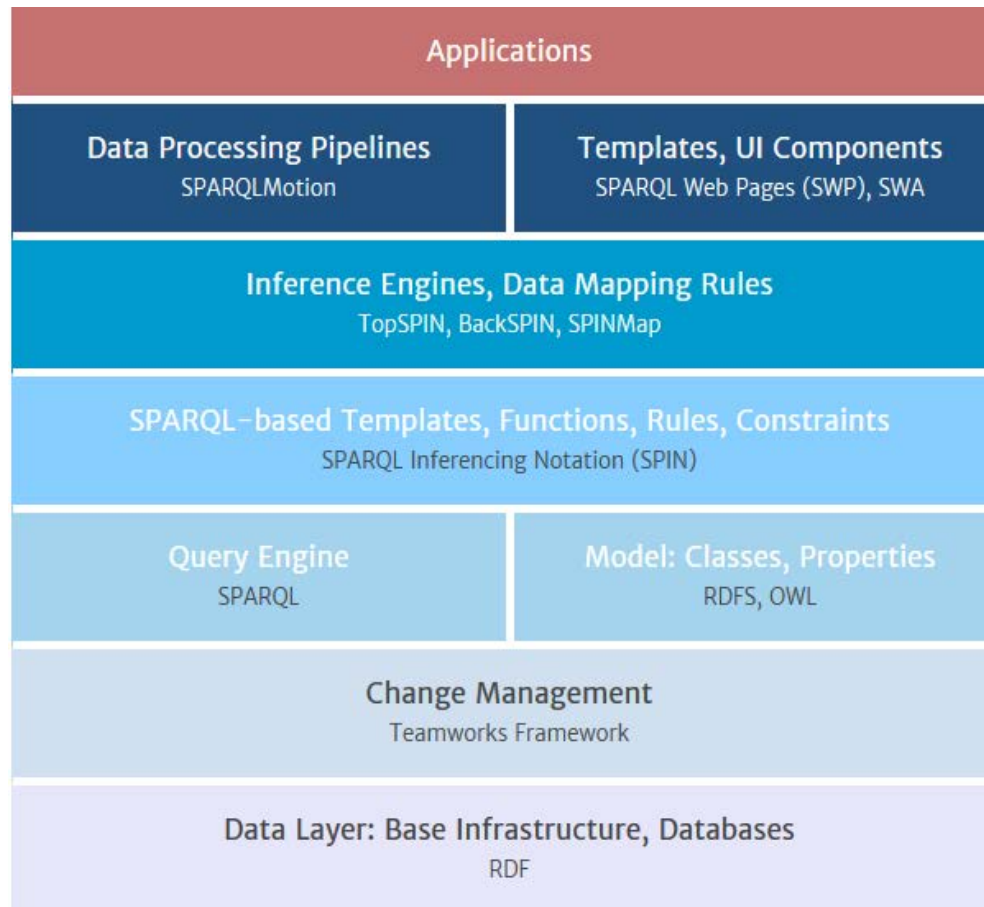 Applications
Data Processing Pipelines
SPARQLMotion
Templates, UI Components
SPARQL Web Pages (SWP), SWA
Inference Engines, Data Mapping Rules
TopSPIN, BackSPIN, SPINMap
SPARQL-based Templates, Functions, Rules, Constraints
SPARQL Inferencing Notation (SPIN)
Query Engine
SPARQL
Model: Classes, Properties
RDFS, OWL
Change Management
Teamworks Framework
Data Layer: Base Infrastructure, Databases
RDF